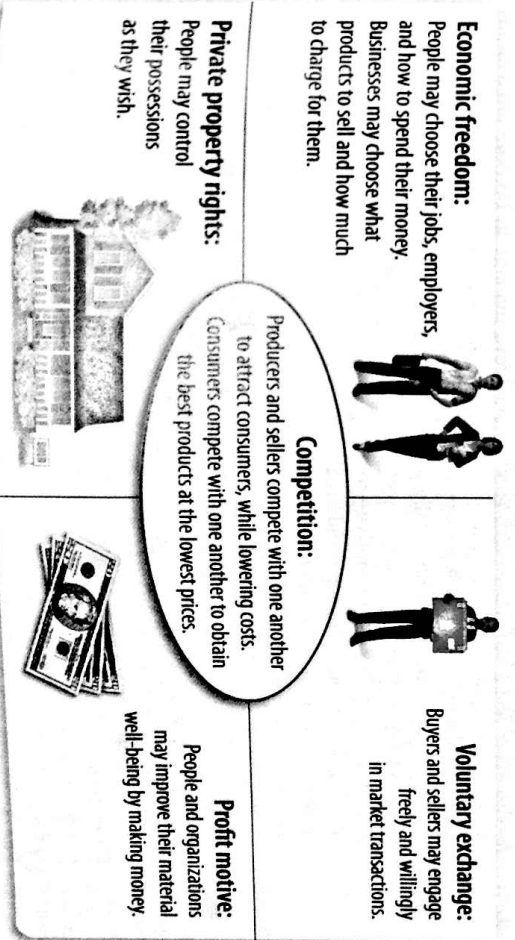 Economic freedom:
People may choose their jobs, employers,
and how to spend their money.
Businesses may choose what
products to sell and how much
to charge for them.
Voluntary exchange:
Buyers and sellers may engage
freely and willingly
in market transactions.
Competition:
Producers and sellers compete with one another
to attract consumers, while lowering costs.
Consumers compete with one another to obtain
the best products at the lowest prices.
Private property rights:
People may control
their possessions
as they wish.
Profit motive:
People and organizations
may improve their material
well-being by making money.